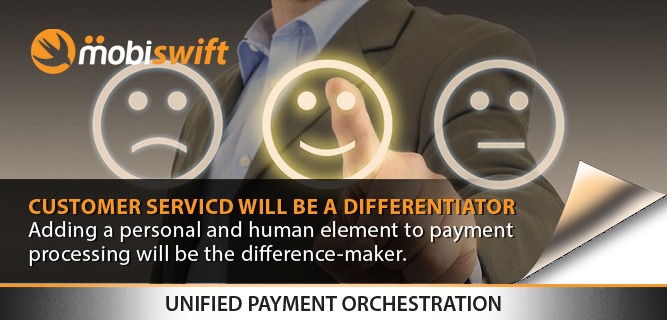 mobiswift
CUSTOMER SERVICD WILL BE A DIFFERENTIATOR
Adding a personal and human element to payment
processing will be the difference-maker.
UNIFIED PAYMENT ORCHESTRATION